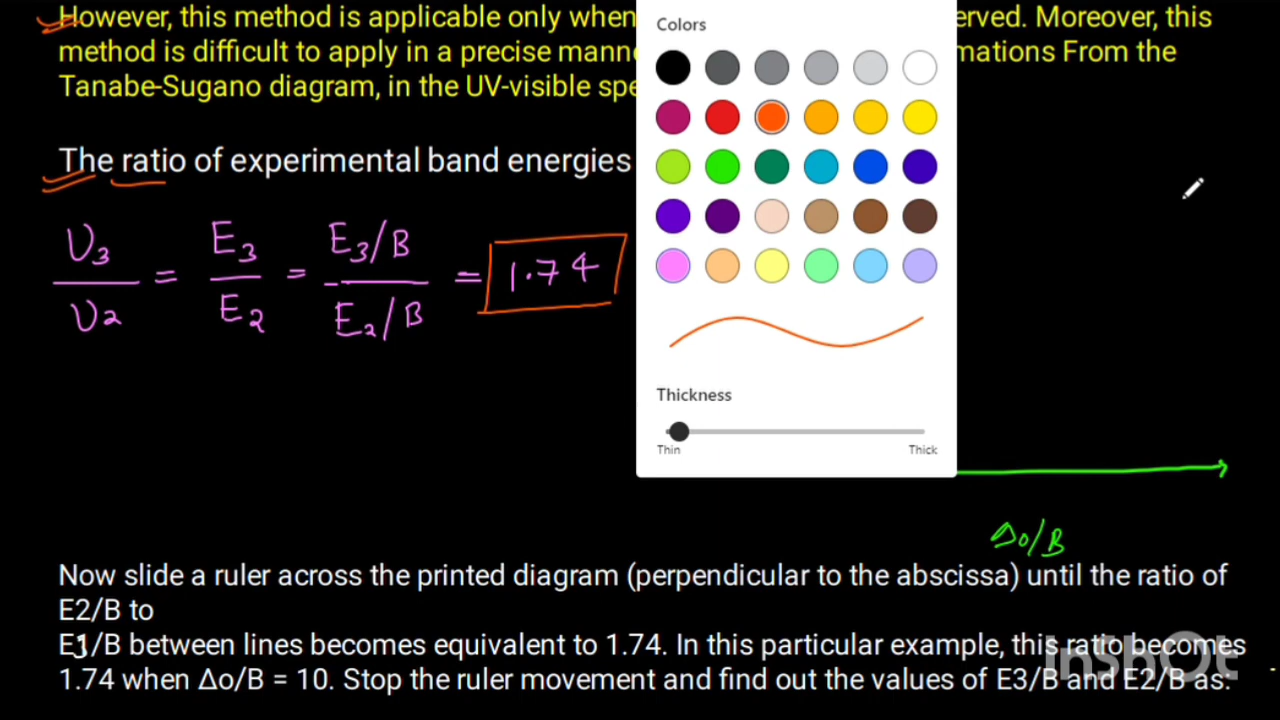 However, this method is applicable only when
erved. Moreover, this
method is difficult to apply in a precise mann
mations From the
Tanabe-Sugano diagram, in the UV-visible spe
The ratio of experimental band energies
υ3/υ2 = E3/E2 = E3/B / E2/B = 1.74
Colors
Thickness
Thin Thick
Δo/B
Now slide a ruler across the printed diagram (perpendicular to the abscissa) until the ratio of
E2/B to
E3/B between lines becomes equivalent to 1.74. In this particular example, this ratio becomes
1.74 when Δo/B = 10. Stop the ruler movement and find out the values of E3/B and E2/B as:
InShOt